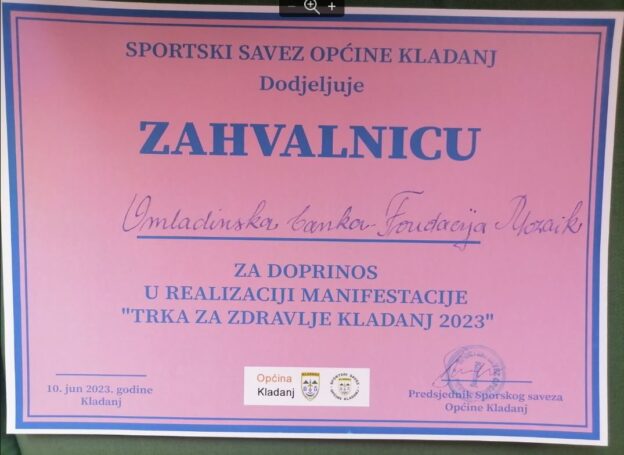 SPORTSKI SAVEZ OPĆINE KLADANJ
Dodjeljuje
ZAHVALNICU
Omladinska banka-Fondacija Mozaik
ZA DOPRINOS
U REALIZACIJI MANIFESTACIJE
"TRKA ZA ZDRAVLJE KLADANJ 2023"
10. jun 2023. godine
Kladanj
Općina
Kladanj
Predsjednik Sporskog saveza
Općine Kladanj